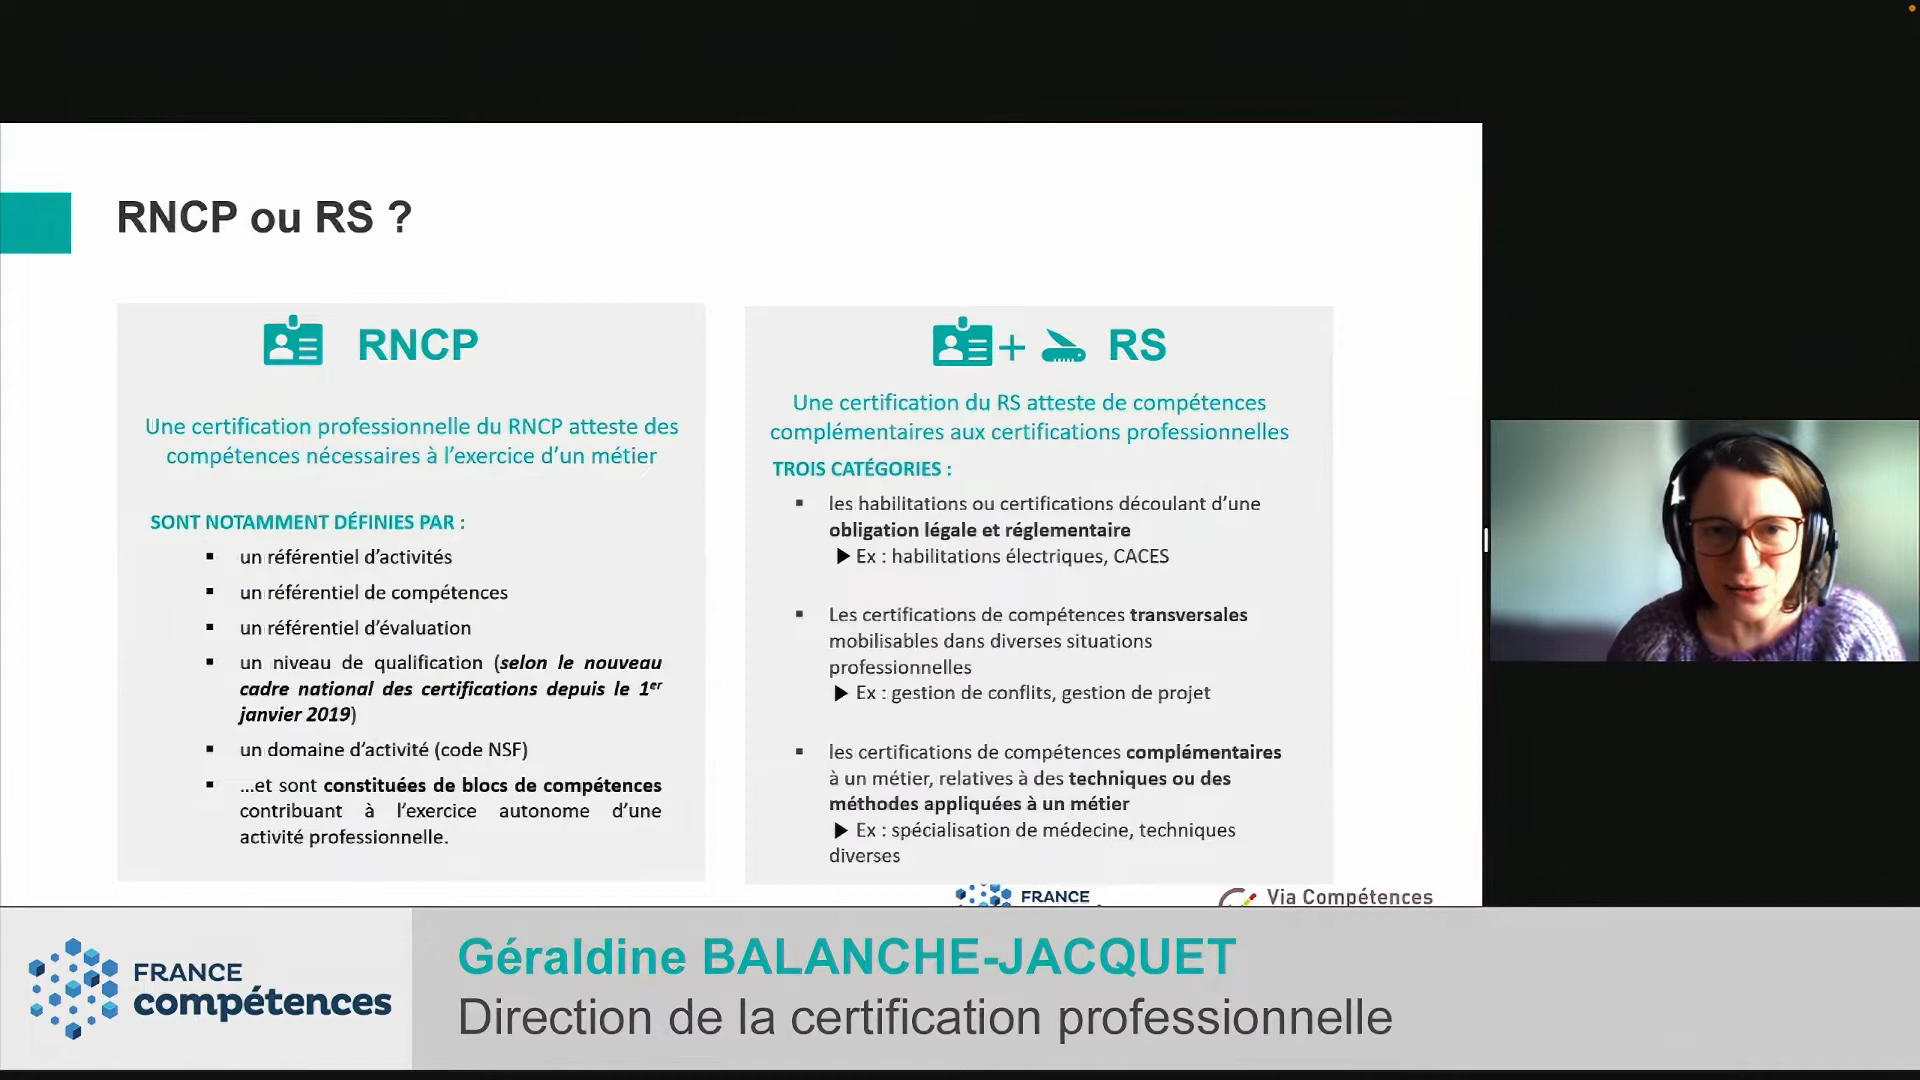 RNCP ou RS ?
RNCP
Une certification professionnelle du RNCP atteste des
compétences nécessaires à l’exercice d’un métier
SONT NOTAMMENT DÉFINIES PAR :
▪ un référentiel d’activités
▪ un référentiel de compétences
▪ un référentiel d’évaluation
▪ un niveau de qualification (selon le nouveau
cadre national des certifications depuis le 1er
janvier 2019)
▪ un domaine d’activité (code NSF)
▪ …et sont constituées de blocs de compétences
contribuant à l’exercice autonome d’une
activité professionnelle.
+ RS
Une certification du RS atteste de compétences
complémentaires aux certifications professionnelles
TROIS CATÉGORIES :
▪ les habilitations ou certifications découlant d’une
obligation légale et réglementaire
▶ Ex : habilitations électriques, CACES
▪ Les certifications de compétences transversales
mobilisables dans diverses situations
professionnelles
▶ Ex : gestion de conflits, gestion de projet
▪ les certifications de compétences complémentaires
à un métier, relatives à des techniques ou des
méthodes appliquées à un métier
▶ Ex : spécialisation de médecine, techniques
diverses
FRANCE
Via Compétences
FRANCE
compétences
Géraldine BALANCHE-JACQUET
Direction de la certification professionnelle